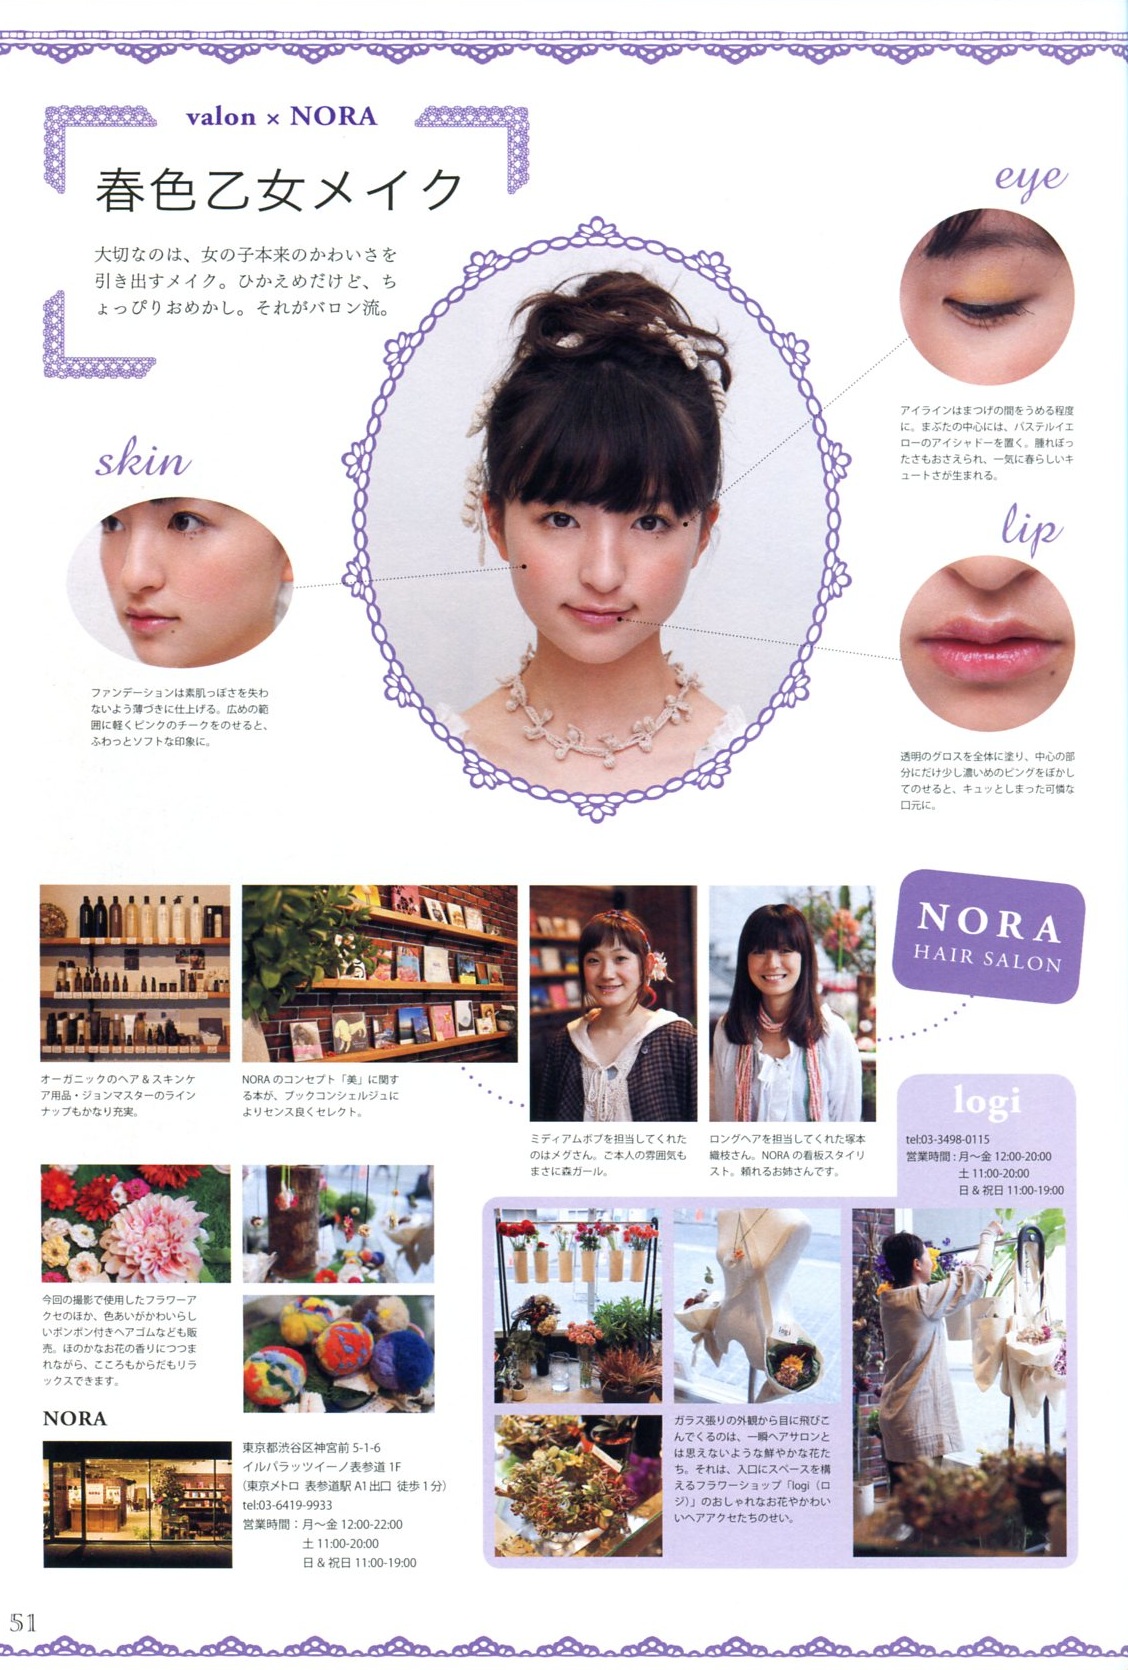 valon × NORA
春色乙女メイク
大切なのは、女の子本来のかわいさを
引き出すメイク。ひかえめだけど、ち
ょっぴりおめかし。それがバロン流。
eye
アイラインはまつげの間をうめる程度
に。まぶたの中心には、パステルイエ
ローのアイシャドーを置く。腫れぼっ
たさもおさえられ、一気に春らしいキ
ュートさが生まれる。
skin
ファンデーションは素肌っぽさを失わ
ないよう薄づきに仕上げる。広めの範
囲に軽くピンクのチークをのせると、
ふわっとソフトな印象に。
lip
透明のグロスを全体に塗り、中心の部
分にだけ少し濃いめのピングをぼかし
てのせると、キュッとしまった可憐な
口元に。
NORA
HAIR SALON
オーガニックのヘア＆スキンケ
ア用品・ジョンマスターのライン
ナップもかなり充実。
NORA のコンセプト「美」に関す
る本が、ブックコンシェルジュに
よりセンス良くセレクト。
ミディアムボブを担当してくれた
のはメグさん。ご本人の雰囲気も
まさに森ガール。
ロングヘアを担当してくれた塚本
織枝さん。NORA の看板スタイリ
スト。頼れるお姉さんです。
logi
tel:03-3498-0115
営業時間：月〜金 12:00-20:00
土 11:00-20:00
日 & 祝日 11:00-19:00
今回の撮影で使用したフラワーア
クセのほか、色あいがかわいらし
いボンボン付きヘアゴムなども販
売。ほのかなお花の香りにつつま
れながら、こころもからだもリラ
ックスできます。
logi
ガラス張りの外観から目に飛びこ
んでくるのは、一瞬ヘアサロンと
は思えないような鮮やかな花た
ち。それは、入口にスペースを構
えるフラワーショップ「logi（ロ
ジ）」のおしゃれなお花やかわい
いヘアアクセたちのせい。
NORA
NORA
東京都渋谷区神宮前 5-1-6
イルパラッツイーノ表参道 1F
（東京メトロ 表参道駅 A1 出口 徒歩 1 分）
tel:03-6419-9933
営業時間：月〜金 12:00-22:00
土 11:00-20:00
日 & 祝日 11:00-19:00
51